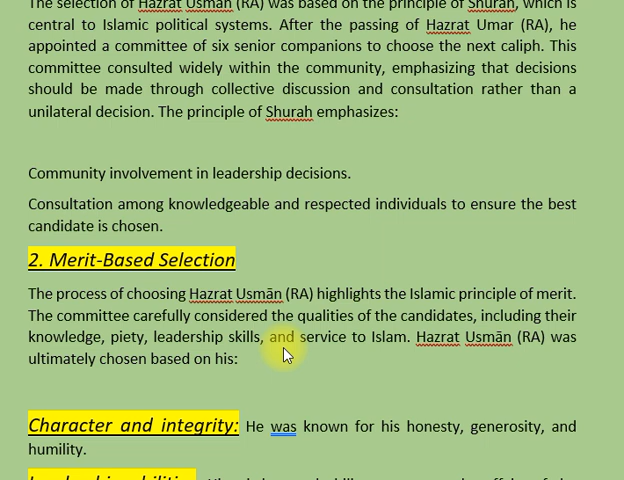 The selection of Hazrat Usmān (RA) was based on the principle of Shurah, which is
central to Islamic political systems. After the passing of Hazrat Umar (RA), he
appointed a committee of six senior companions to choose the next caliph. This
committee consulted widely within the community, emphasizing that decisions
should be made through collective discussion and consultation rather than a
unilateral decision. The principle of Shurah emphasizes:
Community involvement in leadership decisions.
Consultation among knowledgeable and respected individuals to ensure the best
candidate is chosen.
2. Merit-Based Selection
The process of choosing Hazrat Usmān (RA) highlights the Islamic principle of merit.
The committee carefully considered the qualities of the candidates, including their
knowledge, piety, leadership skills, and service to Islam. Hazrat Usmān (RA) was
ultimately chosen based on his:
Character and integrity: He was known for his honesty, generosity, and
humility.